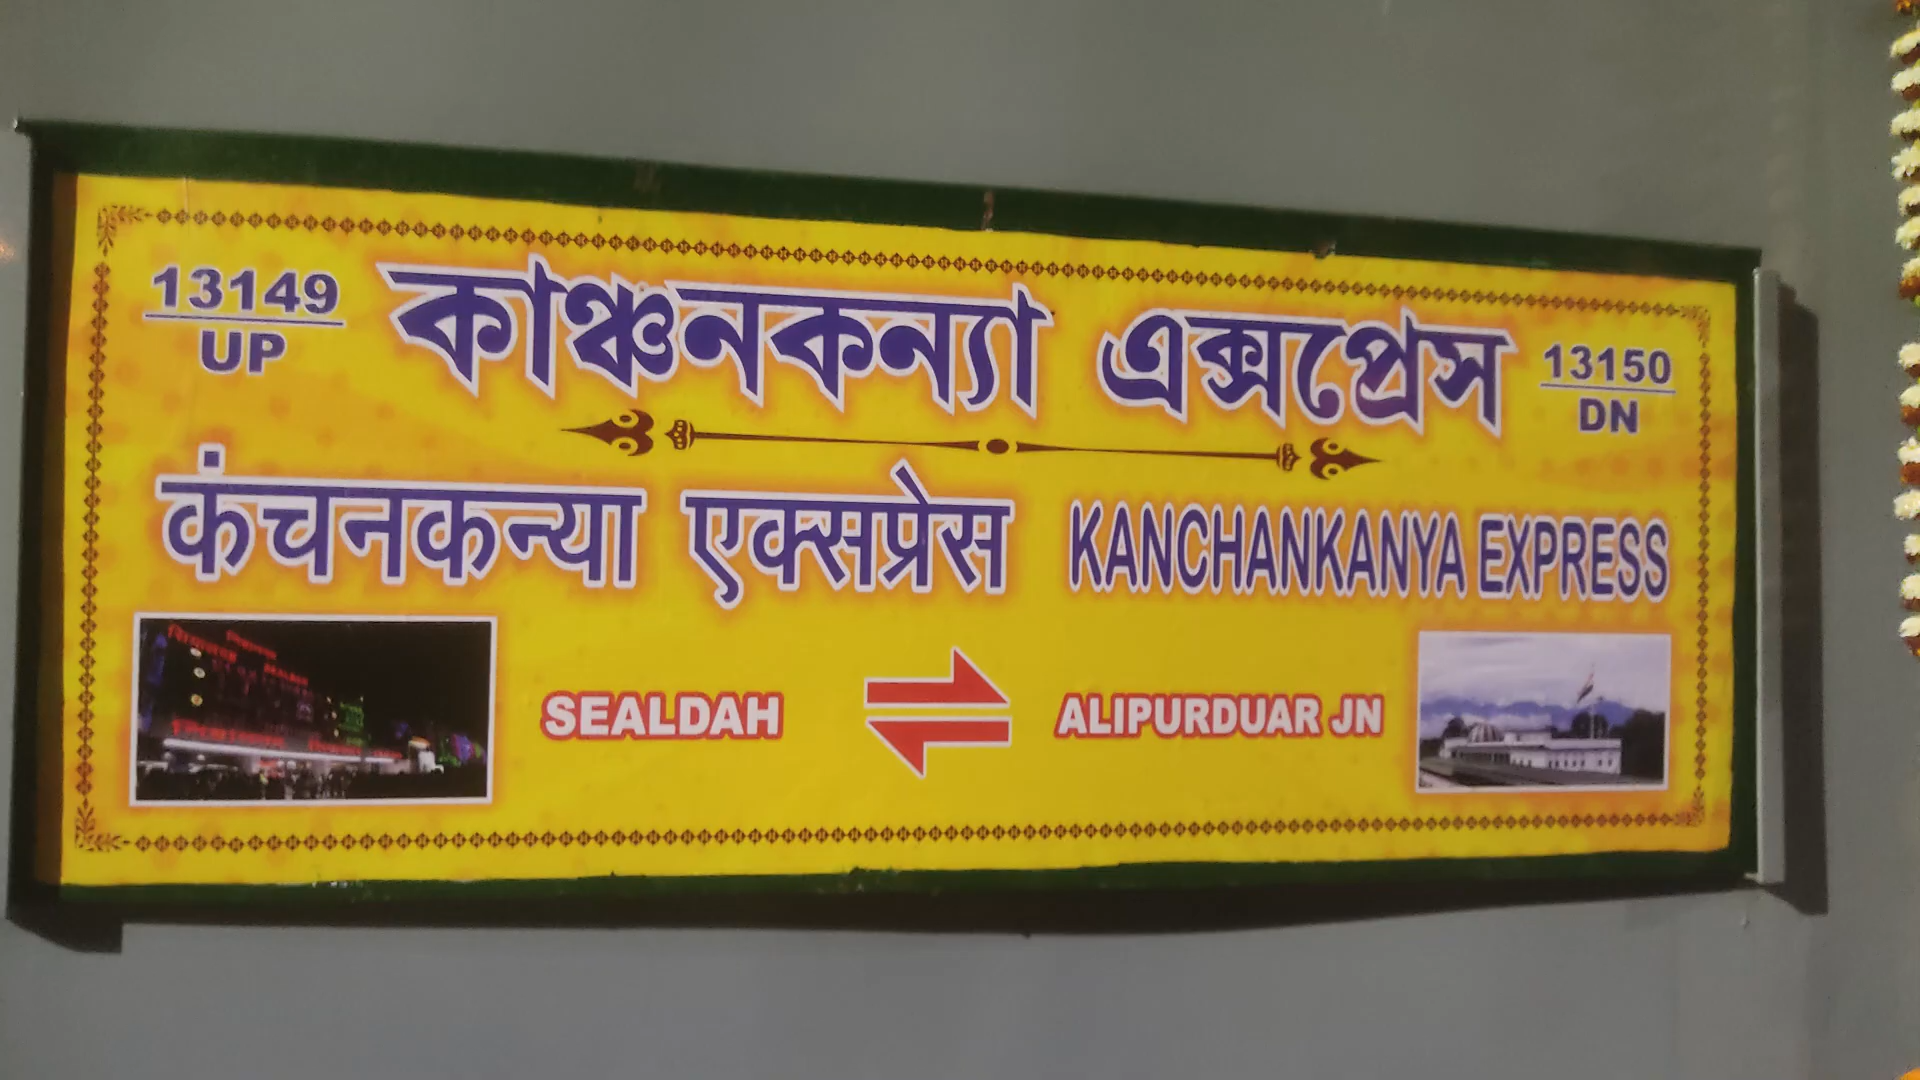 13149
UP
কাঞ্চনকন্যা এক্সপ্রেস
13150
DN
कंचनकन्या एक्सप्रेस KANCHANKANYA EXPRESS
SEALDAH ALIPURDUAR JN